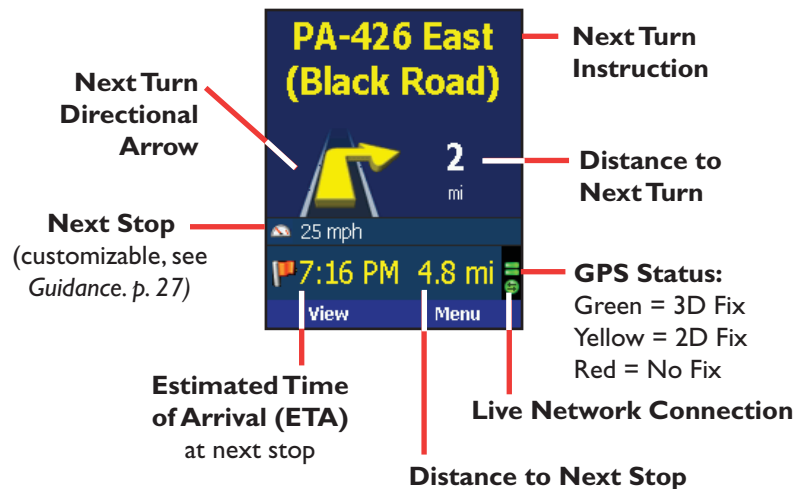 PA-426 East
(Black Road)
Next Turn
Instruction
Next Turn
Directional
Arrow
2
mi
Distance to
Next Turn
Next Stop
(customizable, see
Guidance. p. 27)
25 mph
7:16 PM 4.8 mi
View Menu
GPS Status:
Green = 3D Fix
Yellow = 2D Fix
Red = No Fix
Estimated Time
of Arrival (ETA)
at next stop
Live Network Connection
Distance to Next Stop